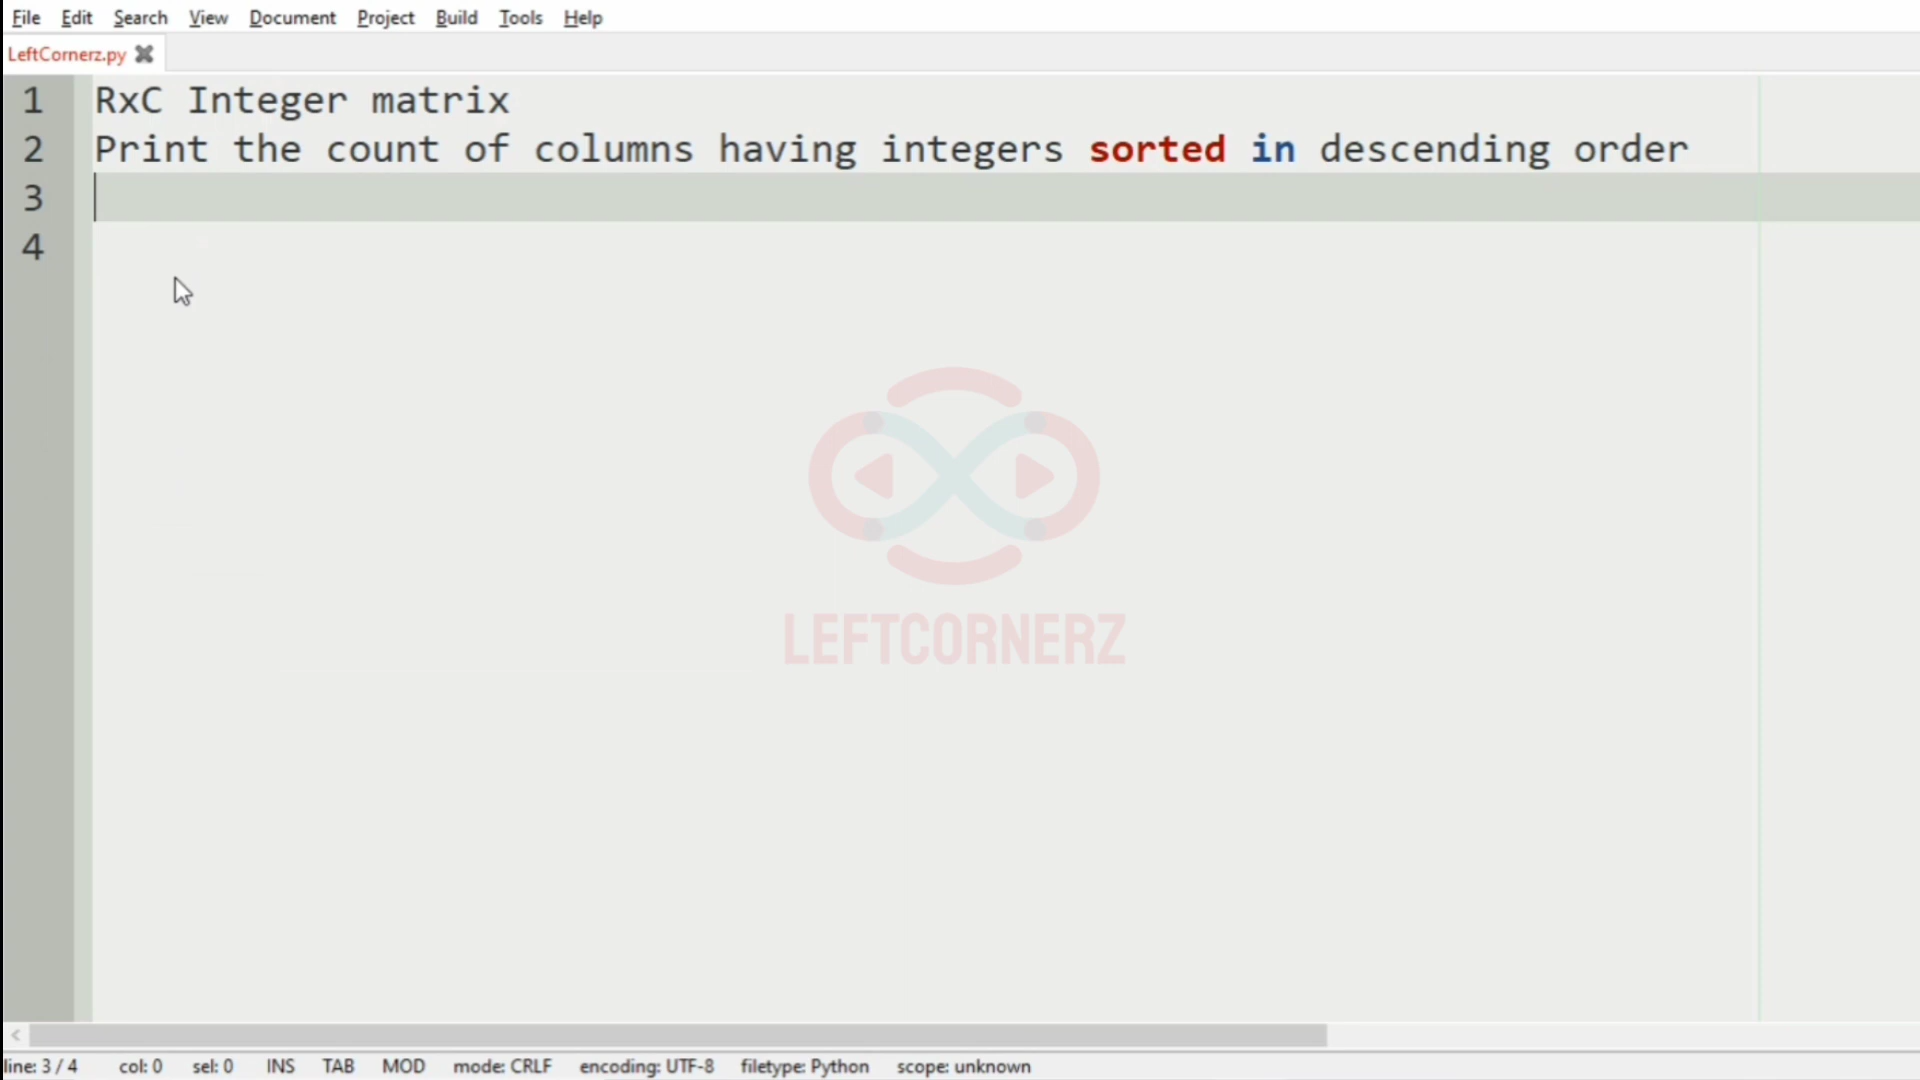 File Edit Search View Document Project Build Tools Help
LeftCornerz.py
1 RxC Integer matrix
2 Print the count of columns having integers sorted in descending order
3
4
LEFTCORNERZ
line: 3 / 4 col: 0 sel: 0 INS TAB MOD mode: CRLF encoding: UTF-8 filetype: Python scope: unknown